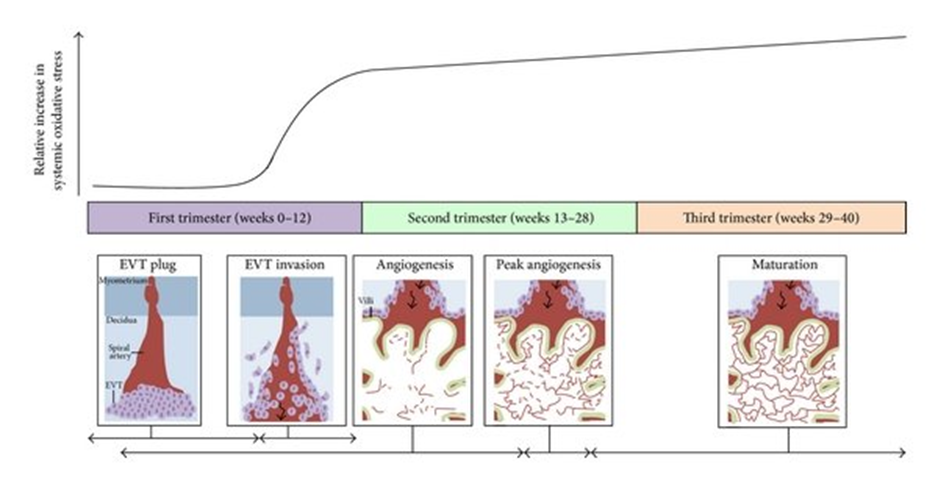 Relative increase in
systemic oxidative stress
First trimester (weeks 0–12)
Second trimester (weeks 13–28)
Third trimester (weeks 29–40)
EVT plug
EVT invasion
Angiogenesis
Peak angiogenesis
Maturation
Myometrium
Decidua
Spiral
artery
EVT
Villi